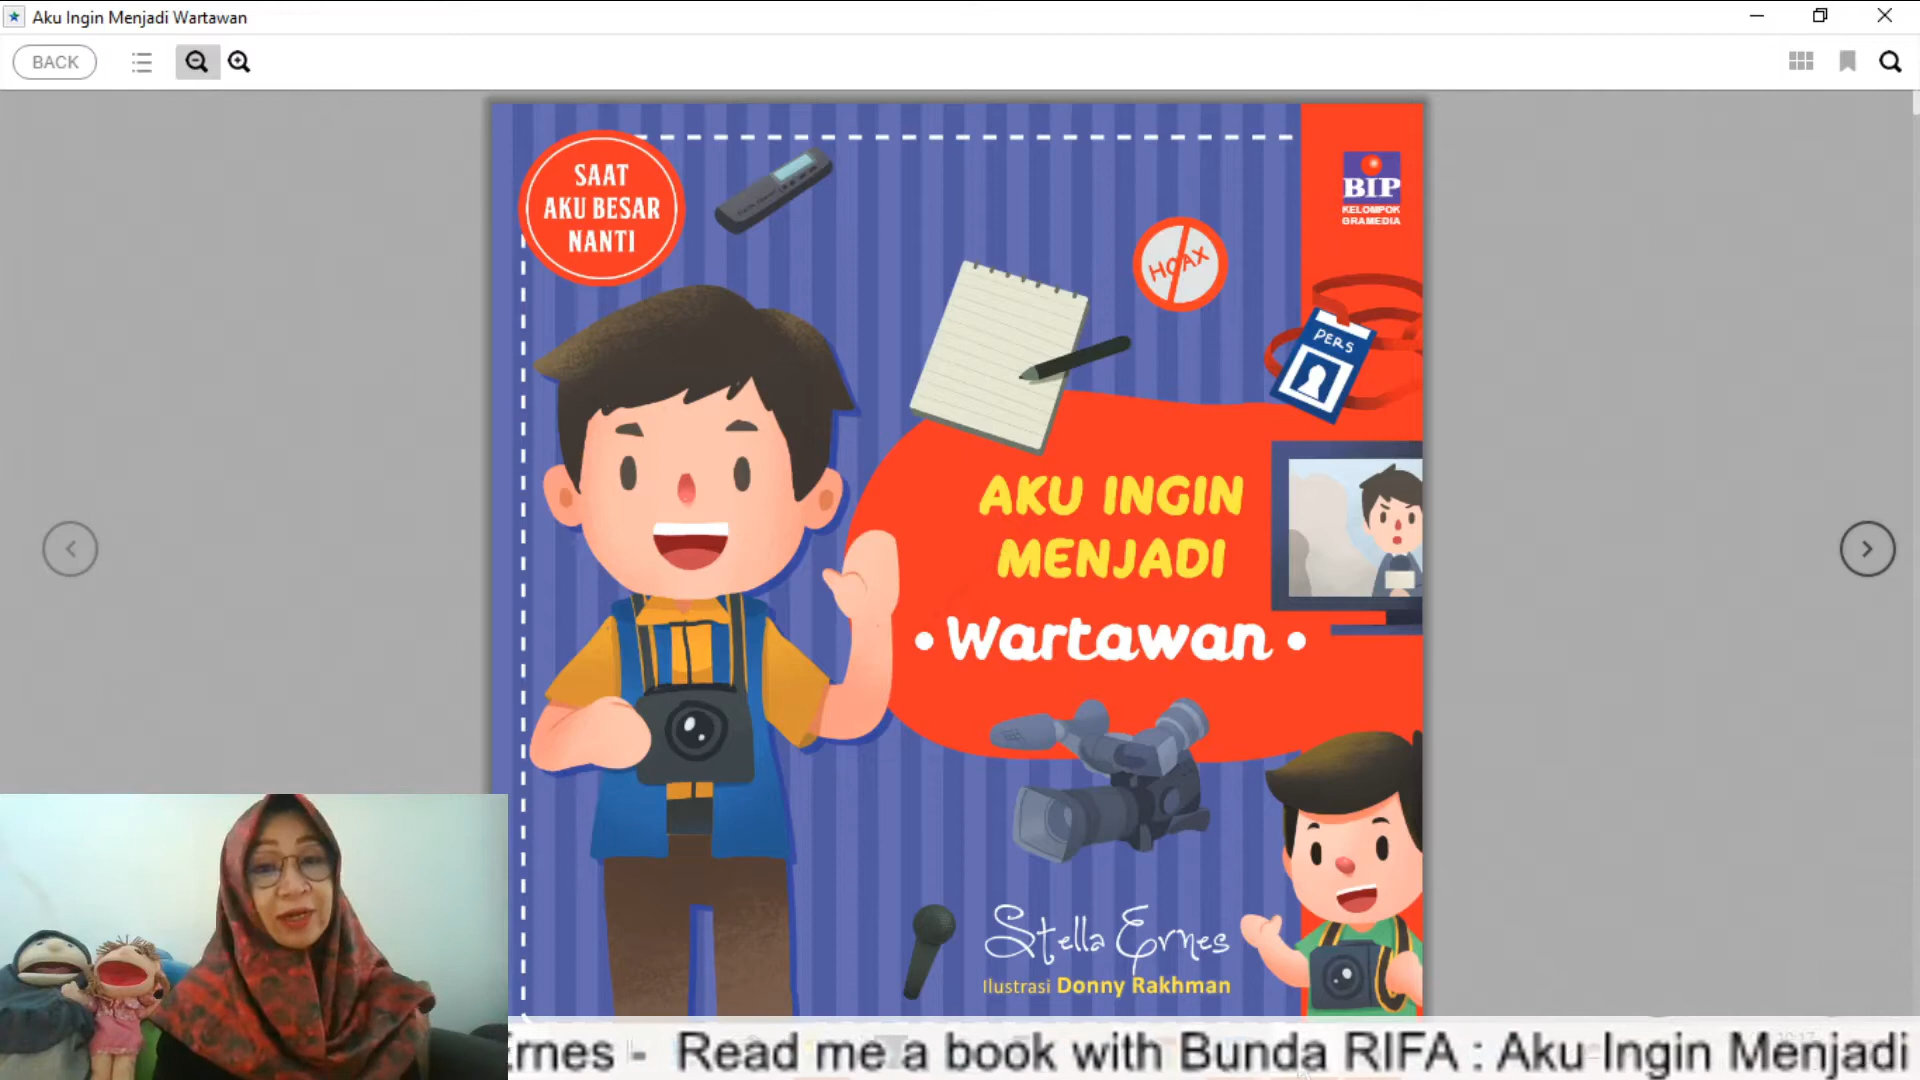 Aku Ingin Menjadi Wartawan
BACK
SAAT
AKU BESAR
NANTI
BIP
KELOMPOK
GRAMEDIA
HOAX
PERS
AKU INGIN
MENJADI
• Wartawan •
Stella Ernes
Ilustrasi Donny Rakhman
rnes - Read me a book with Bunda RIFA : Aku Ingin Menjadi